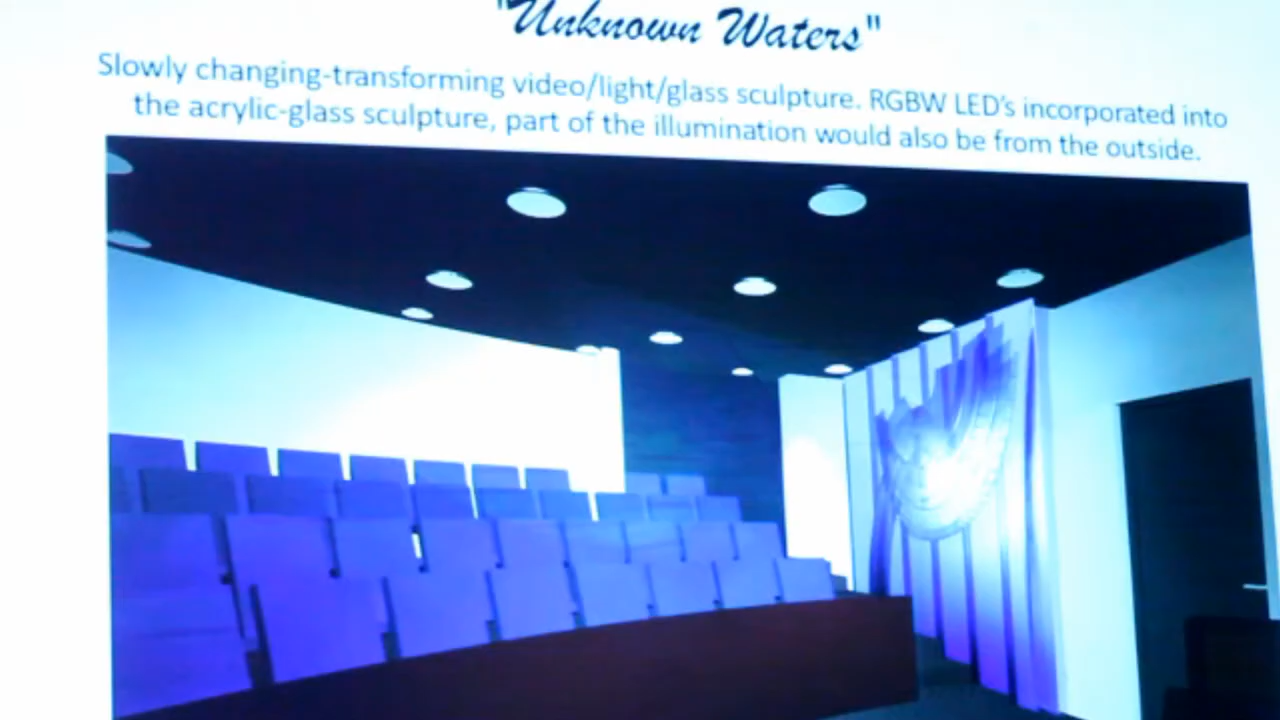 "Unknown Waters"
Slowly changing-transforming video/light/glass sculpture. RGBW LED's incorporated into
the acrylic-glass sculpture, part of the illumination would also be from the outside.